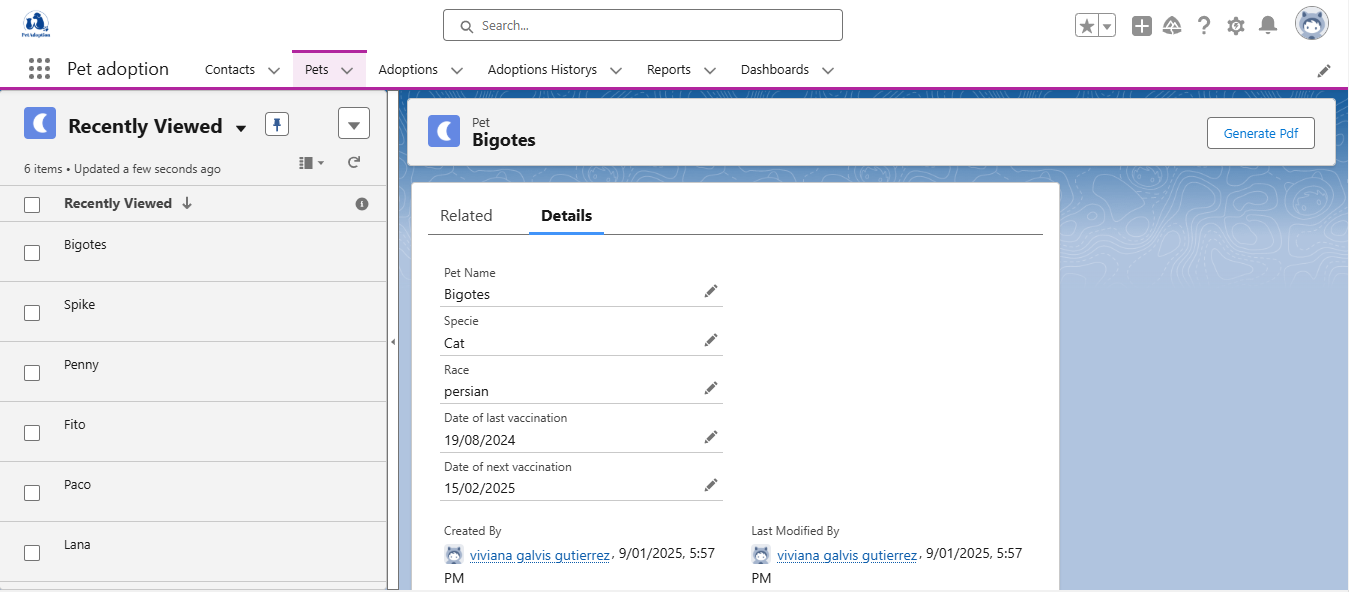 Pet Adoption
Search...
Pet adoption
Contacts
Pets
Adoptions
Adoptions Historys
Reports
Dashboards
Recently Viewed
6 items • Updated a few seconds ago
Recently Viewed
Bigotes
Spike
Penny
Fito
Paco
Lana
Pet
Bigotes
Generate Pdf
Related
Details
Pet Name
Bigotes
Specie
Cat
Race
persian
Date of last vaccination
19/08/2024
Date of next vaccination
15/02/2025
Created By
viviana galvis gutierrez, 9/01/2025, 5:57
PM
Last Modified By
viviana galvis gutierrez, 9/01/2025, 5:57
PM